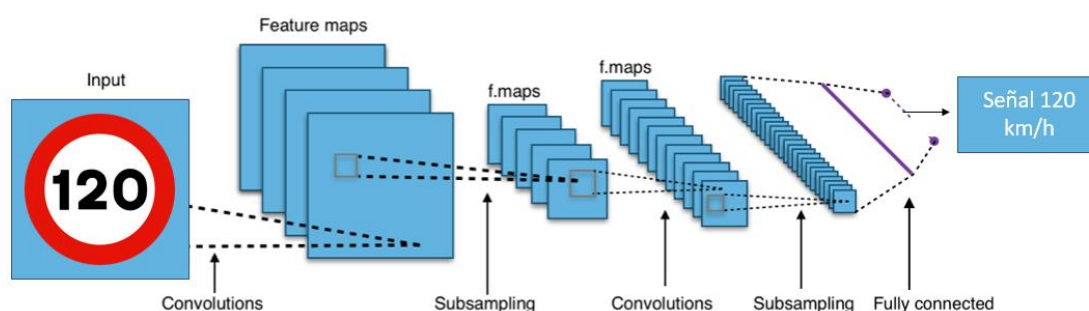 Feature maps
Input
f.maps
f.maps
120
Señal 120
km/h
Convolutions
Subsampling
Convolutions
Subsampling
Fully connected